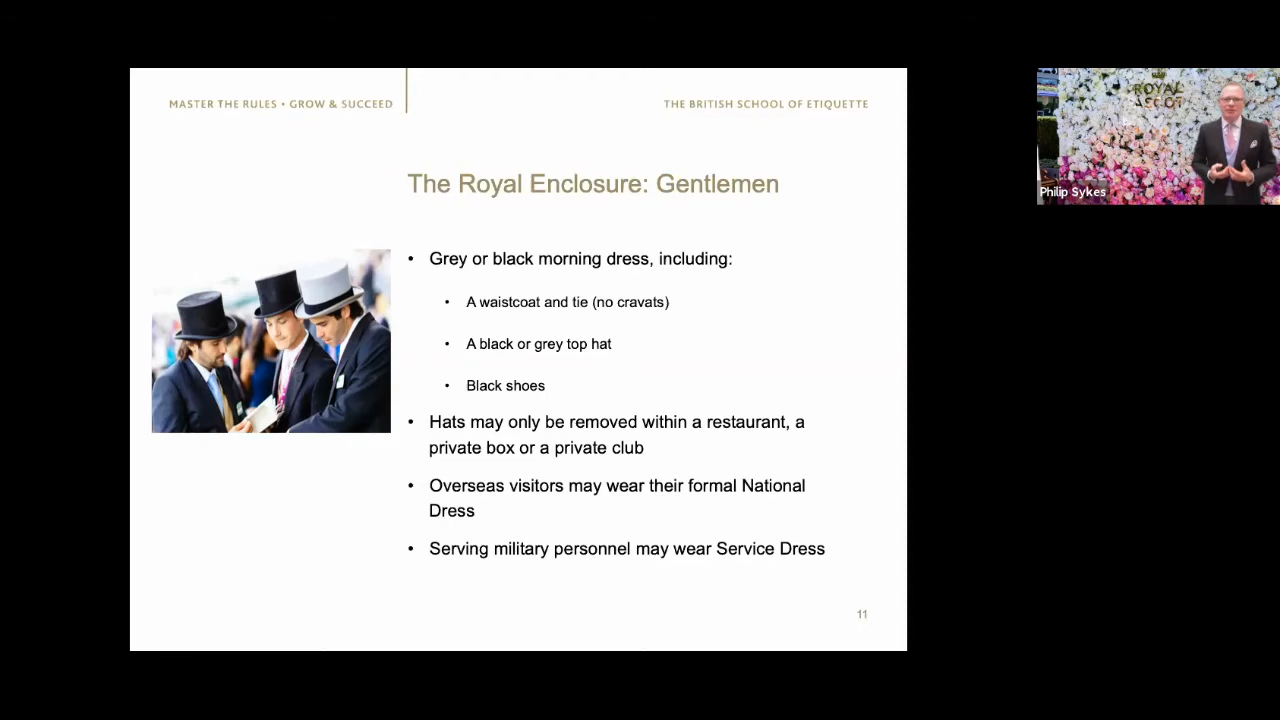 MASTER THE RULES • GROW & SUCCEED
THE BRITISH SCHOOL OF ETIQUETTE
The Royal Enclosure: Gentlemen
• Grey or black morning dress, including:
• A waistcoat and tie (no cravats)
• A black or grey top hat
• Black shoes
• Hats may only be removed within a restaurant, a
private box or a private club
• Overseas visitors may wear their formal National
Dress
• Serving military personnel may wear Service Dress
11
ROYAL
ASCOT
Philip Sykes